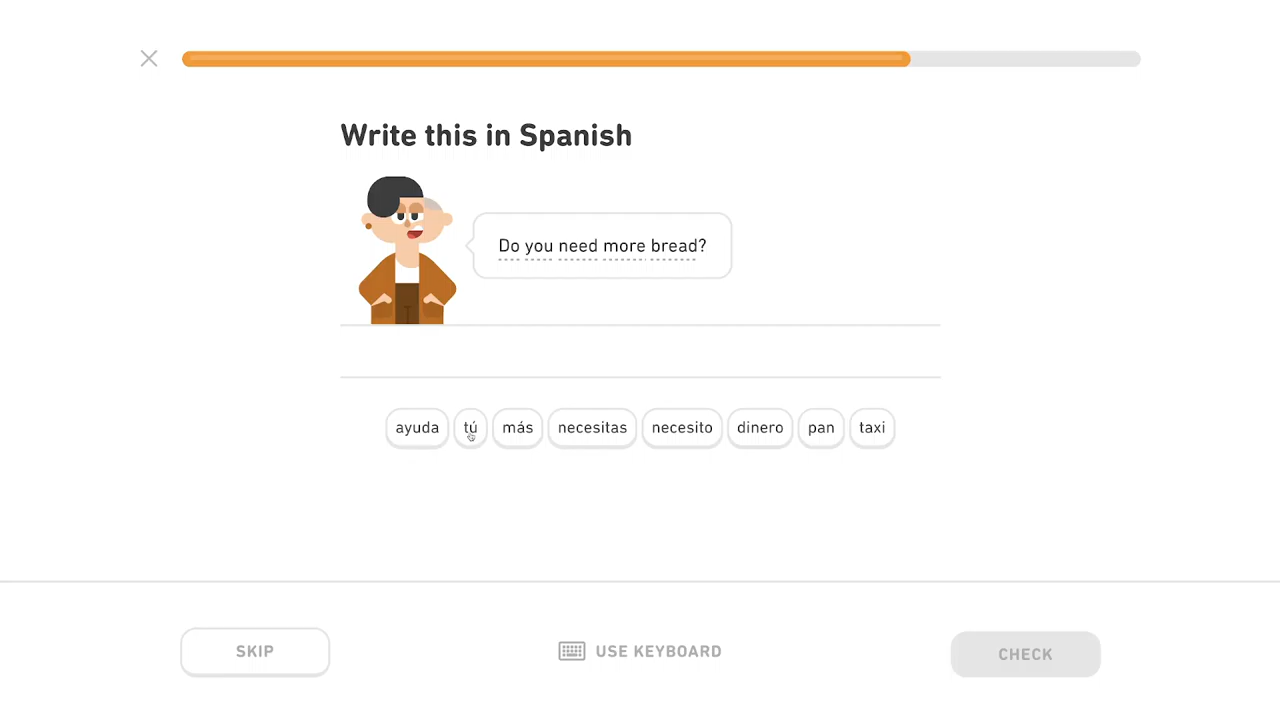 Write this in Spanish
Do you need more bread?
ayuda tú más necesitas necesito dinero pan taxi
SKIP USE KEYBOARD CHECK